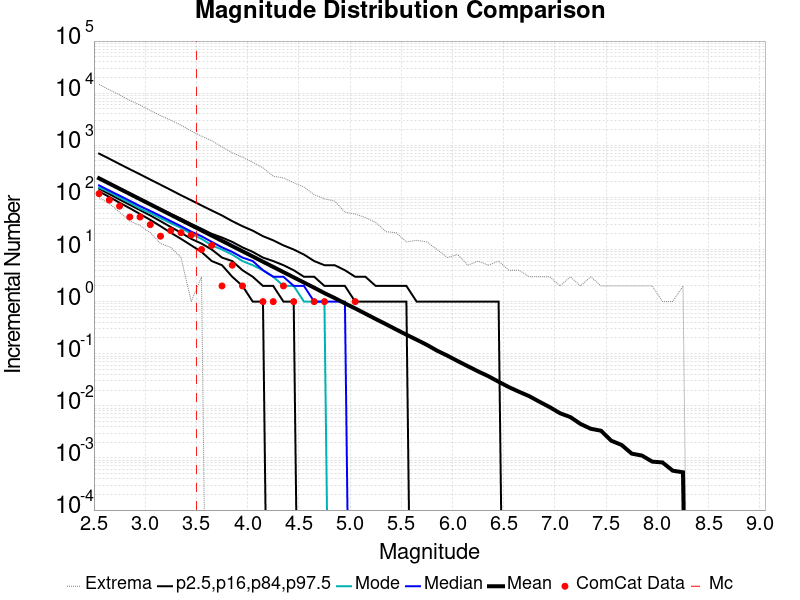 Magnitude Distribution Comparison
10^5
10^4
10^3
10^2
10^1
10^0
10^-1
10^-2
10^-3
10^-4
Incremental Number
2.5 3.0 3.5 4.0 4.5 5.0 5.5 6.0 6.5 7.0 7.5 8.0 8.5 9.0
Magnitude
Extrema p2.5,p16,p84,p97.5 Mode Median Mean ComCat Data Mc